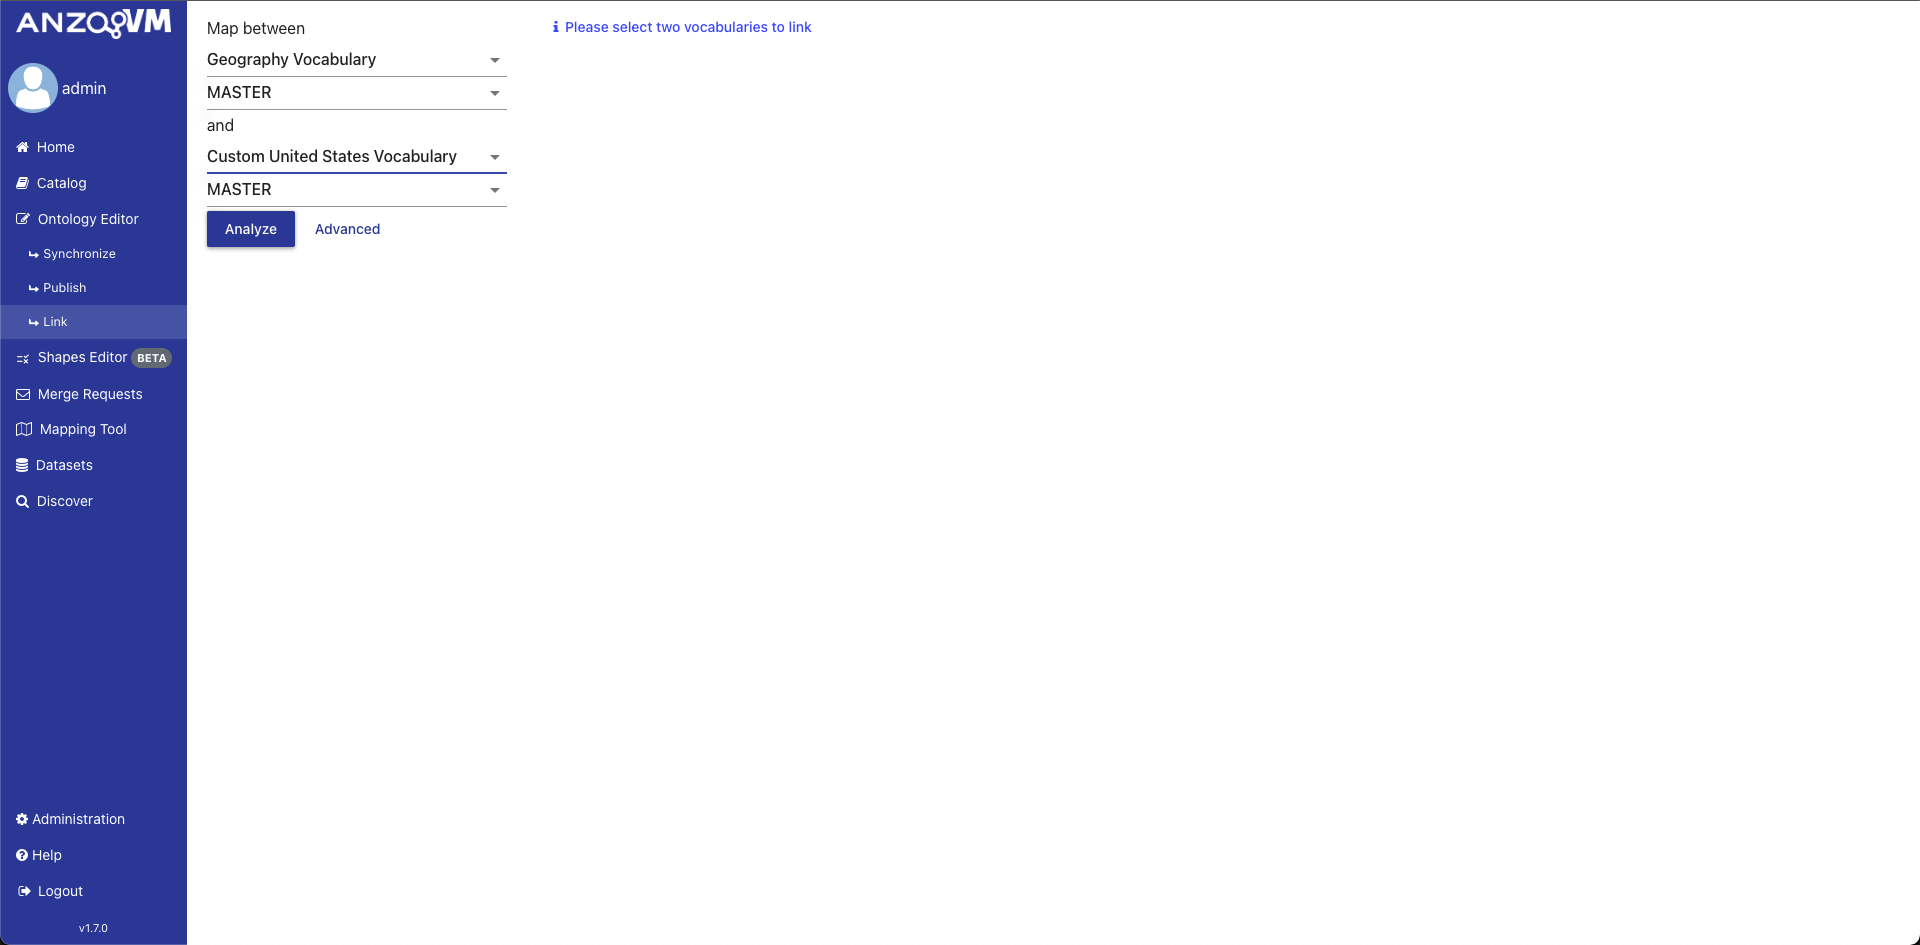 ANZOVM
admin
Home
Catalog
Ontology Editor
Synchronize
Publish
Link
Shapes Editor BETA
Merge Requests
Mapping Tool
Datasets
Discover
Administration
Help
Logout
v1.7.0
Map between
Geography Vocabulary
MASTER
and
Custom United States Vocabulary
MASTER
Analyze Advanced
Please select two vocabularies to link